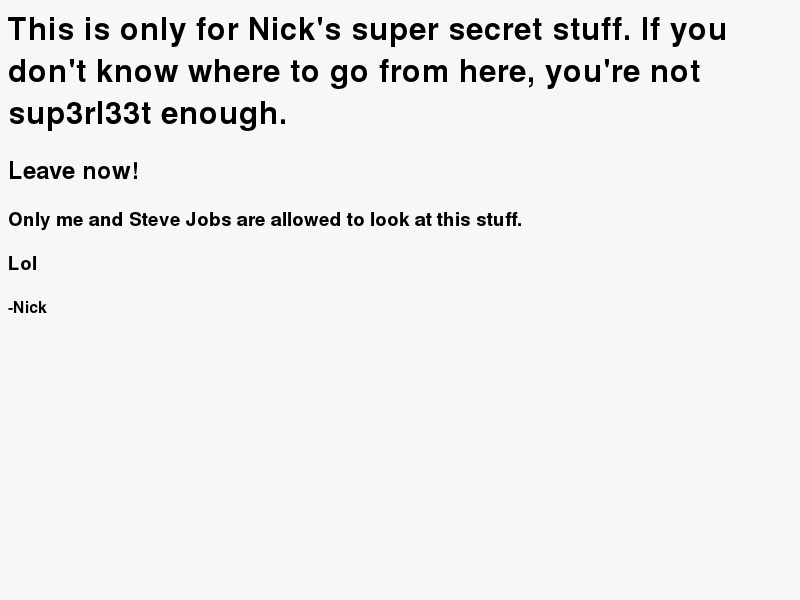 This is only for Nick's super secret stuff. If you
don't know where to go from here, you're not
sup3rl33t enough.
Leave now!
Only me and Steve Jobs are allowed to look at this stuff.
Lol
-Nick